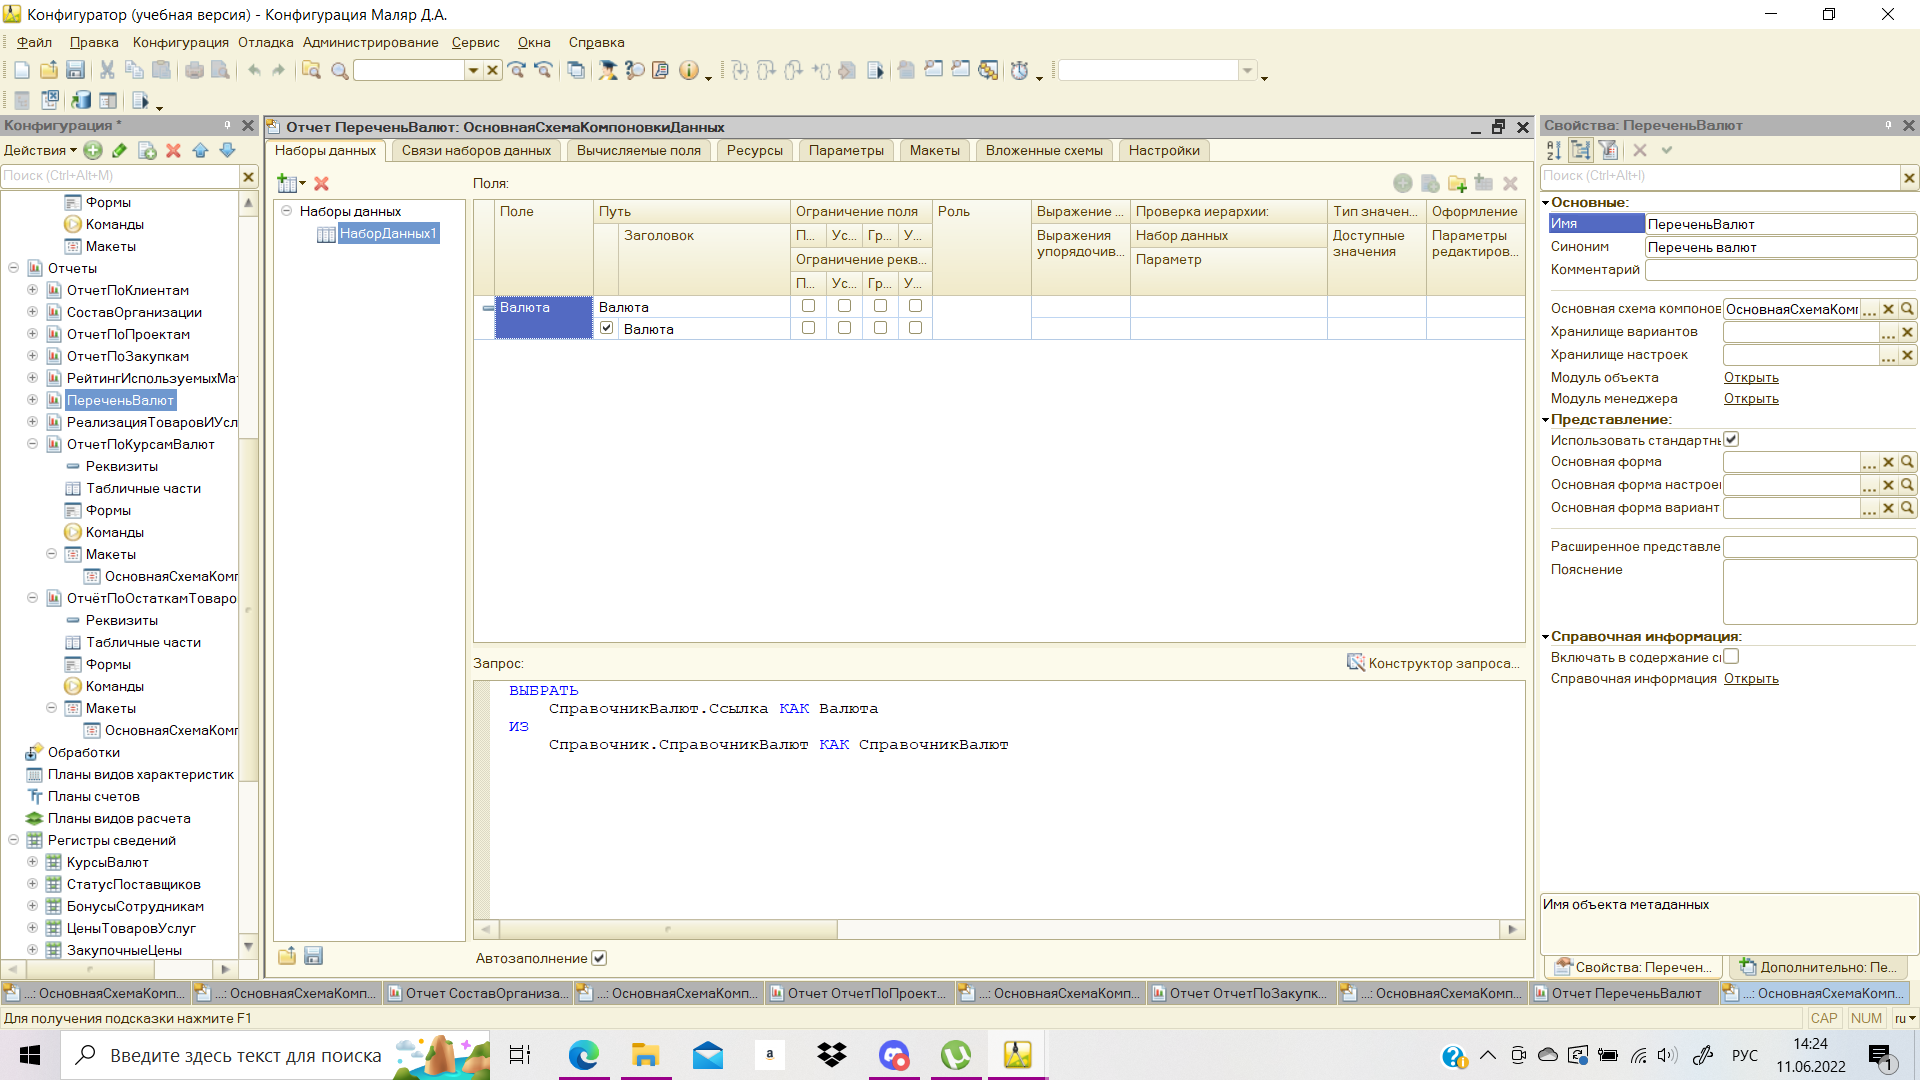 Конфигуратор (учебная версия) - Конфигурация Маляр Д.А.
Файл Правка Конфигурация Отладка Администрирование Сервис Окна Справка
Конфигурация *
Действия
Поиск (Ctrl+Alt+M)
Формы
Команды
Макеты
Отчеты
ОтчетПоКлиентам
СоставОрганизации
ОтчетПоПроектам
ОтчетПоЗакупкам
РейтингИспользуемыхМат
ПереченьВалют
РеализацияТоваровИУсл
ОтчетПоКурсамВалют
Реквизиты
Табличные части
Формы
Команды
Макеты
ОсновнаяСхемаКомг
ОтчётПоОстаткамТоваро
Реквизиты
Табличные части
Формы
Команды
Макеты
ОсновнаяСхемаКомг
Обработки
Планы видов характеристик
Планы счетов
Планы видов расчета
Регистры сведений
КурсыВалют
СтатусПоставщиков
БонусыСотрудникам
ЦеныТоваровУслуг
ЗакупочныеЦены
Отчет ПереченьВалют: ОсновнаяСхемаКомпоновкиДанных
Наборы данных Связи наборов данных Вычисляемые поля Ресурсы Параметры Макеты Вложенные схемы Настройки
Наборы данных
НаборДанных1
Поля:
Поле Путь Ограничение поля Роль Выражение ... Проверка иерархии: Тип значен... Оформление
Заголовок П... Ус... Гр... У... Выражения упорядочив... Набор данных Доступные значения Параметры редактиров...
Ограничение рекв... Параметр
П... Ус... Гр... У...
Валюта Валюта
Валюта
Запрос:
Конструктор запроса...
ВЫБРАТЬ
СправочникВалют.Ссылка КАК Валюта
ИЗ
Справочник.СправочникВалют КАК СправочникВалют
Автозаполнение
Свойства: ПереченьВалют
Поиск (Ctrl+Alt+I)
Основные:
Имя ПереченьВалют
Синоним Перечень валют
Комментарий
Основная схема компонов ОсновнаяСхемаКомг ...
Хранилище вариантов ...
Хранилище настроек ...
Модуль объекта Открыть
Модуль менеджера Открыть
Представление:
Использовать стандартнь
Основная форма ...
Основная форма настрое ...
Основная форма вариант ...
Расширенное представле
Пояснение
Справочная информация:
Включать в содержание с
Справочная информация Открыть
Имя объекта метаданных
Свойства: Перечен... Дополнительно: Пе...
...: ОсновнаяСхемаКомп... ...: ОсновнаяСхемаКомп... Отчет СоставОрганиза... ...: ОсновнаяСхемаКомп... Отчет ОтчетПоПроект... ...: ОсновнаяСхемаКомп... Отчет ОтчетПоЗакупк... ...: ОсновнаяСхемаКомп... Отчет ПереченьВалют ...: ОсновнаяСхемаКомп...
Для получения подсказки нажмите F1
CAP NUM ru
Введите здесь текст для поиска
a
РУС
14:24
11.06.2022
1